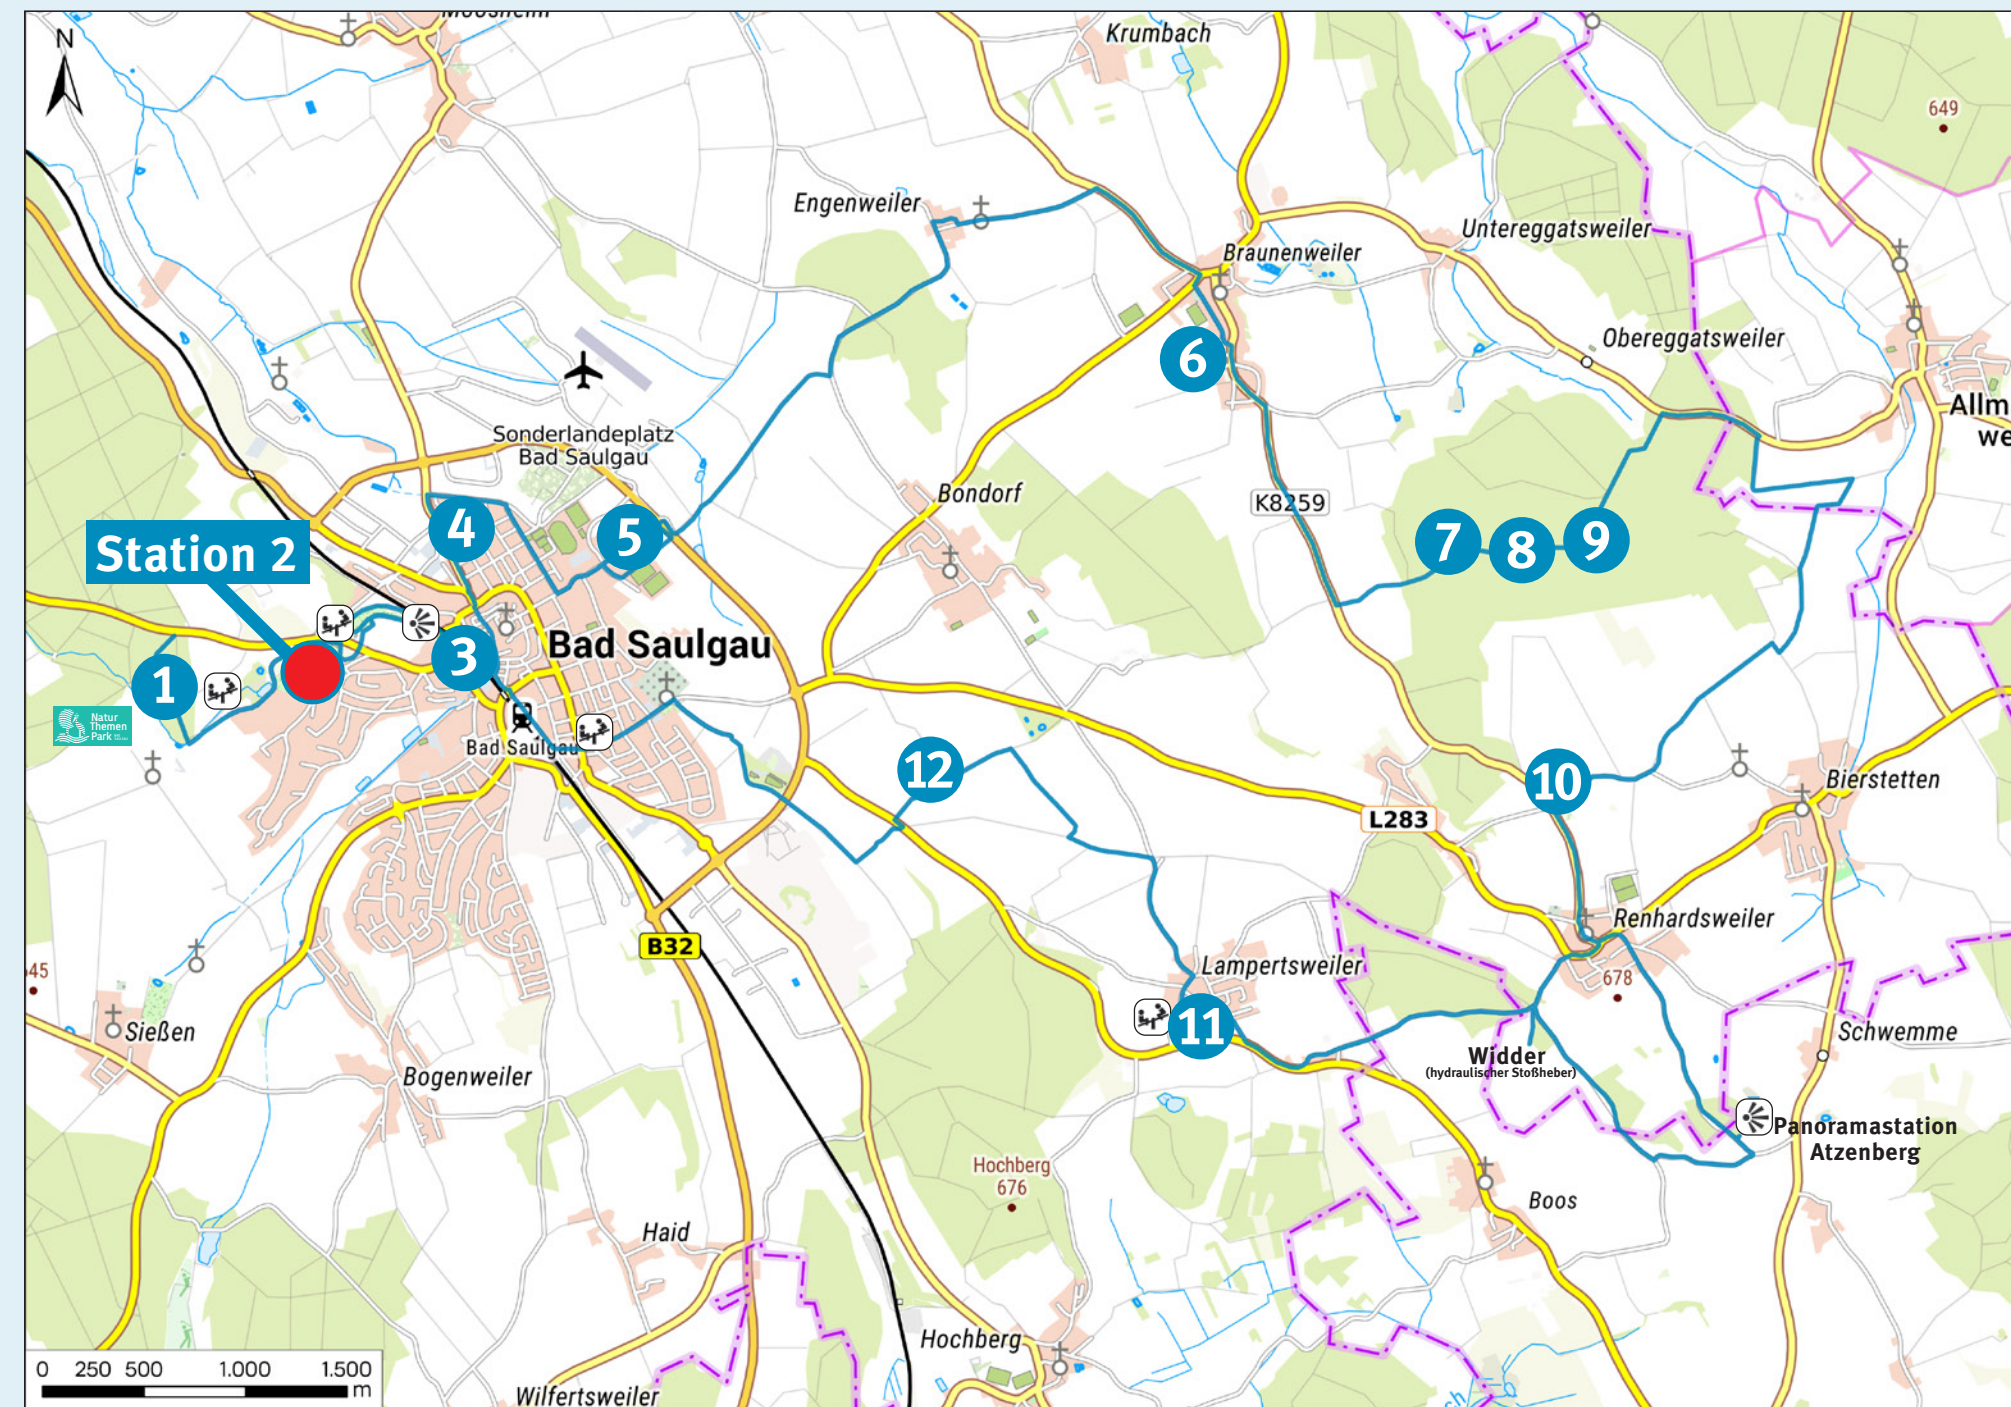 Moosheim
Krumbach
N
649
Engenweiler
Untereggatsweiler
Braunenweiler
Obereggatsweiler
6
Allm
we
Sonderlandeplatz
Bad Saulgau
Bondorf
K8259
4
5
7
8
9
Station 2
3
Bad Saulgau
1
Natur
Themen
Park
Bad Saulgau
12
10
Bierstetten
L283
Renhardsweiler
B32
Lampertsweiler
678
645
Sießen
11
Schwemme
Widder
(hydraulischer Stoßheber)
Bogenweiler
Panoramastation
Atzenberg
Hochberg
676
Boos
Haid
Hochberg
0 250 500 1.000 1.500
m
Wilfertsweiler